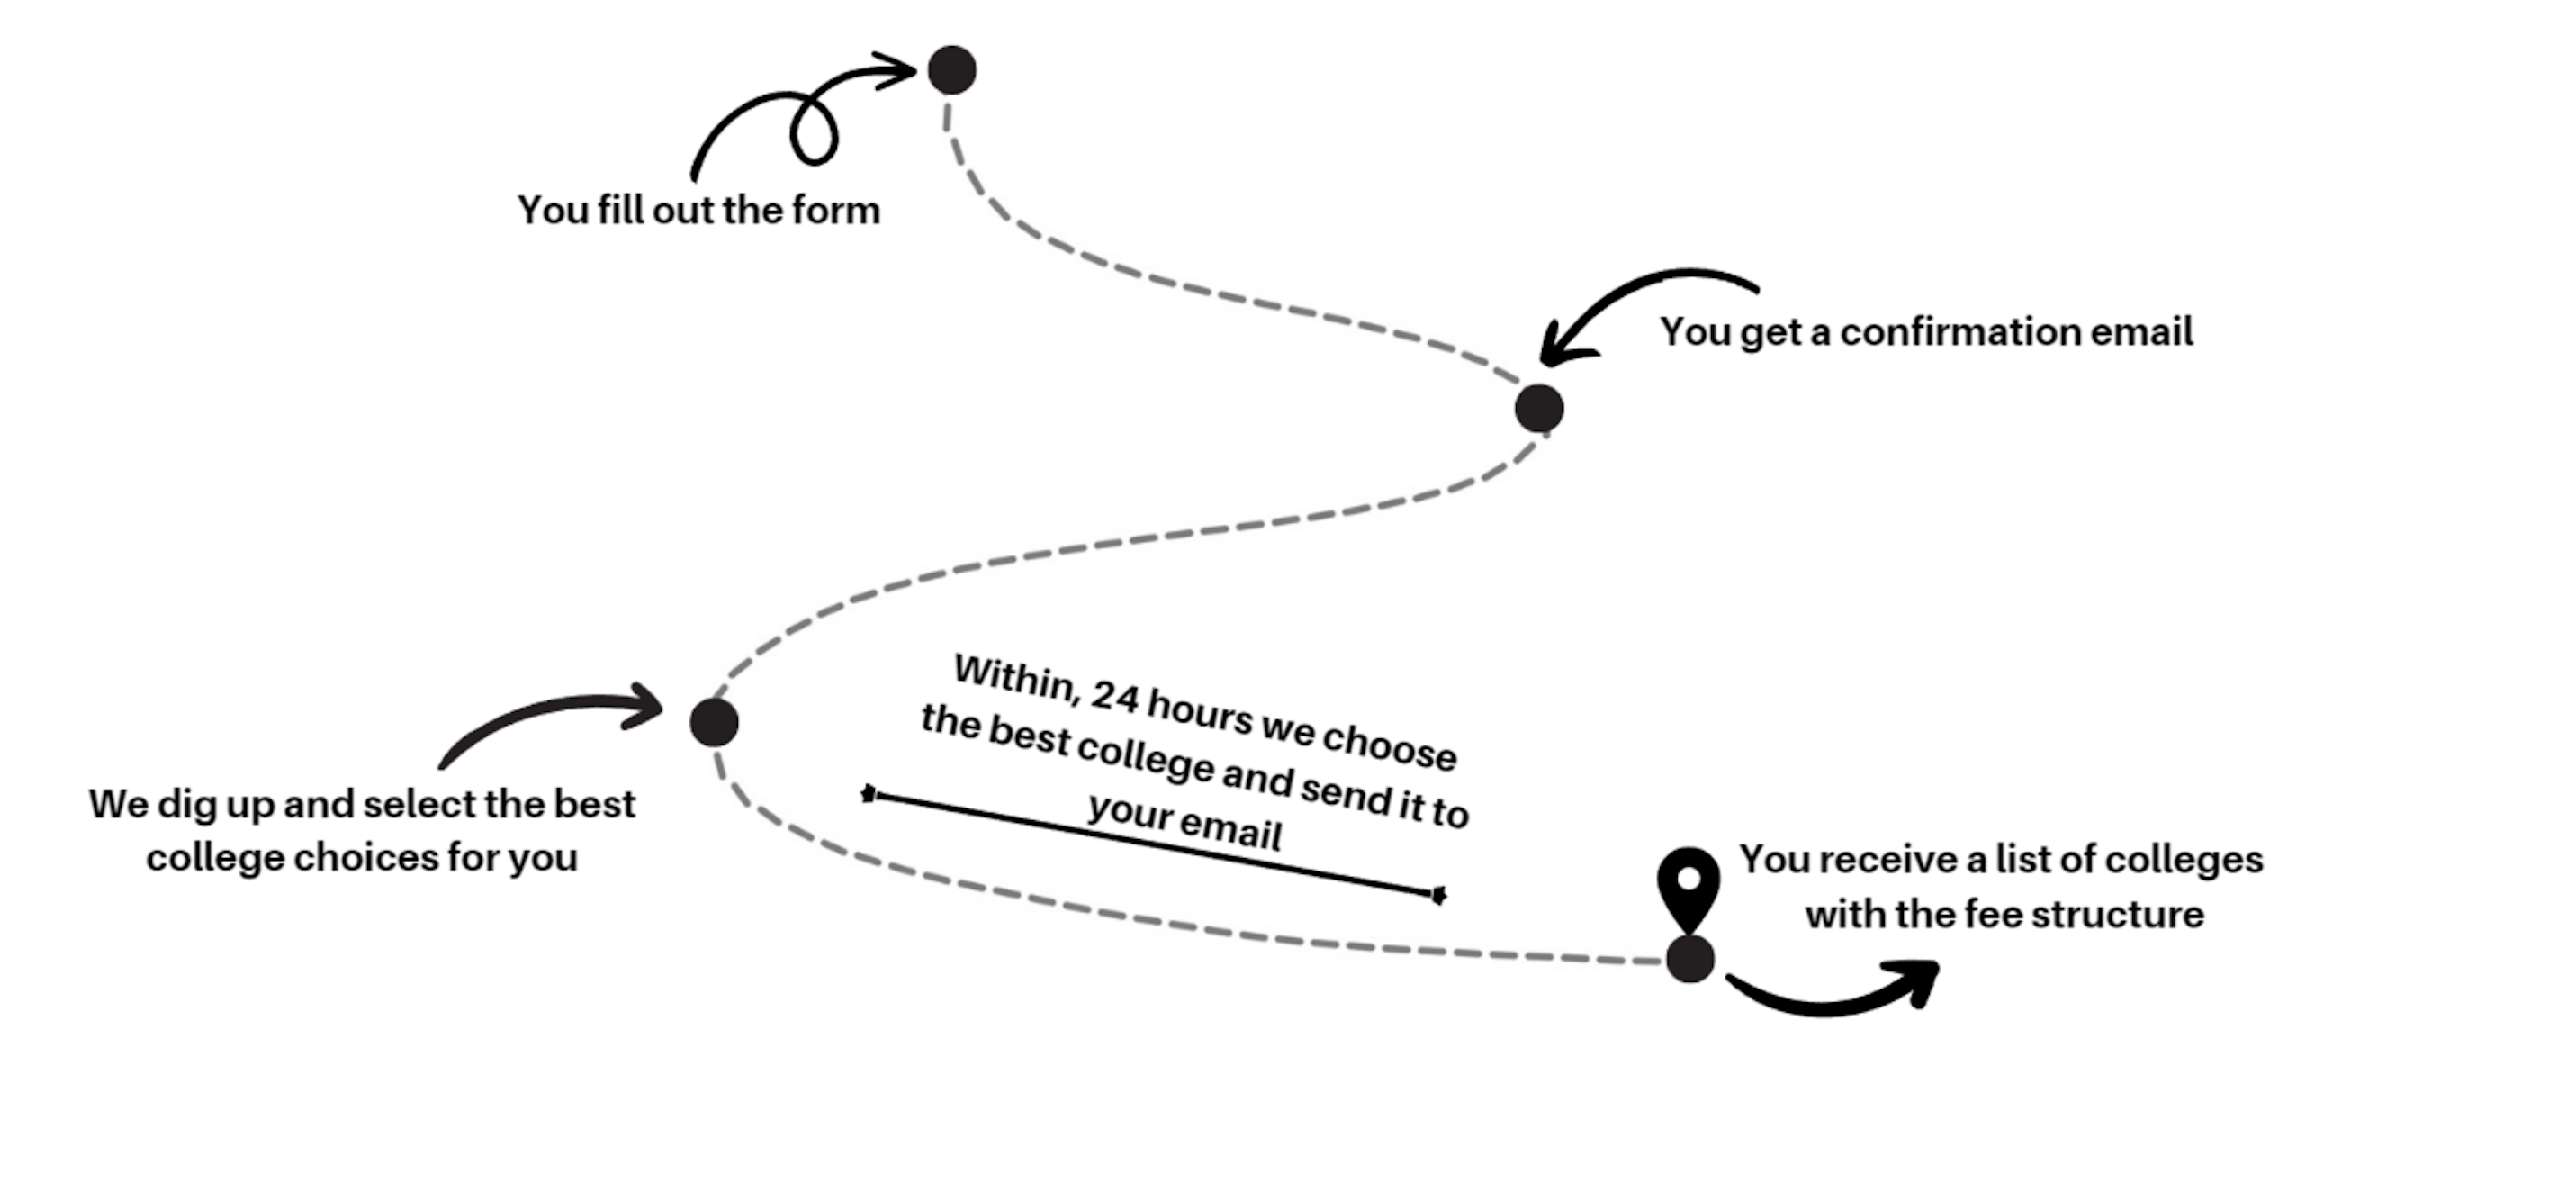 You fill out the form
You get a confirmation email
We dig up and select the best
college choices for you
Within, 24 hours we choose
the best college and send it to
your email
You receive a list of colleges
with the fee structure